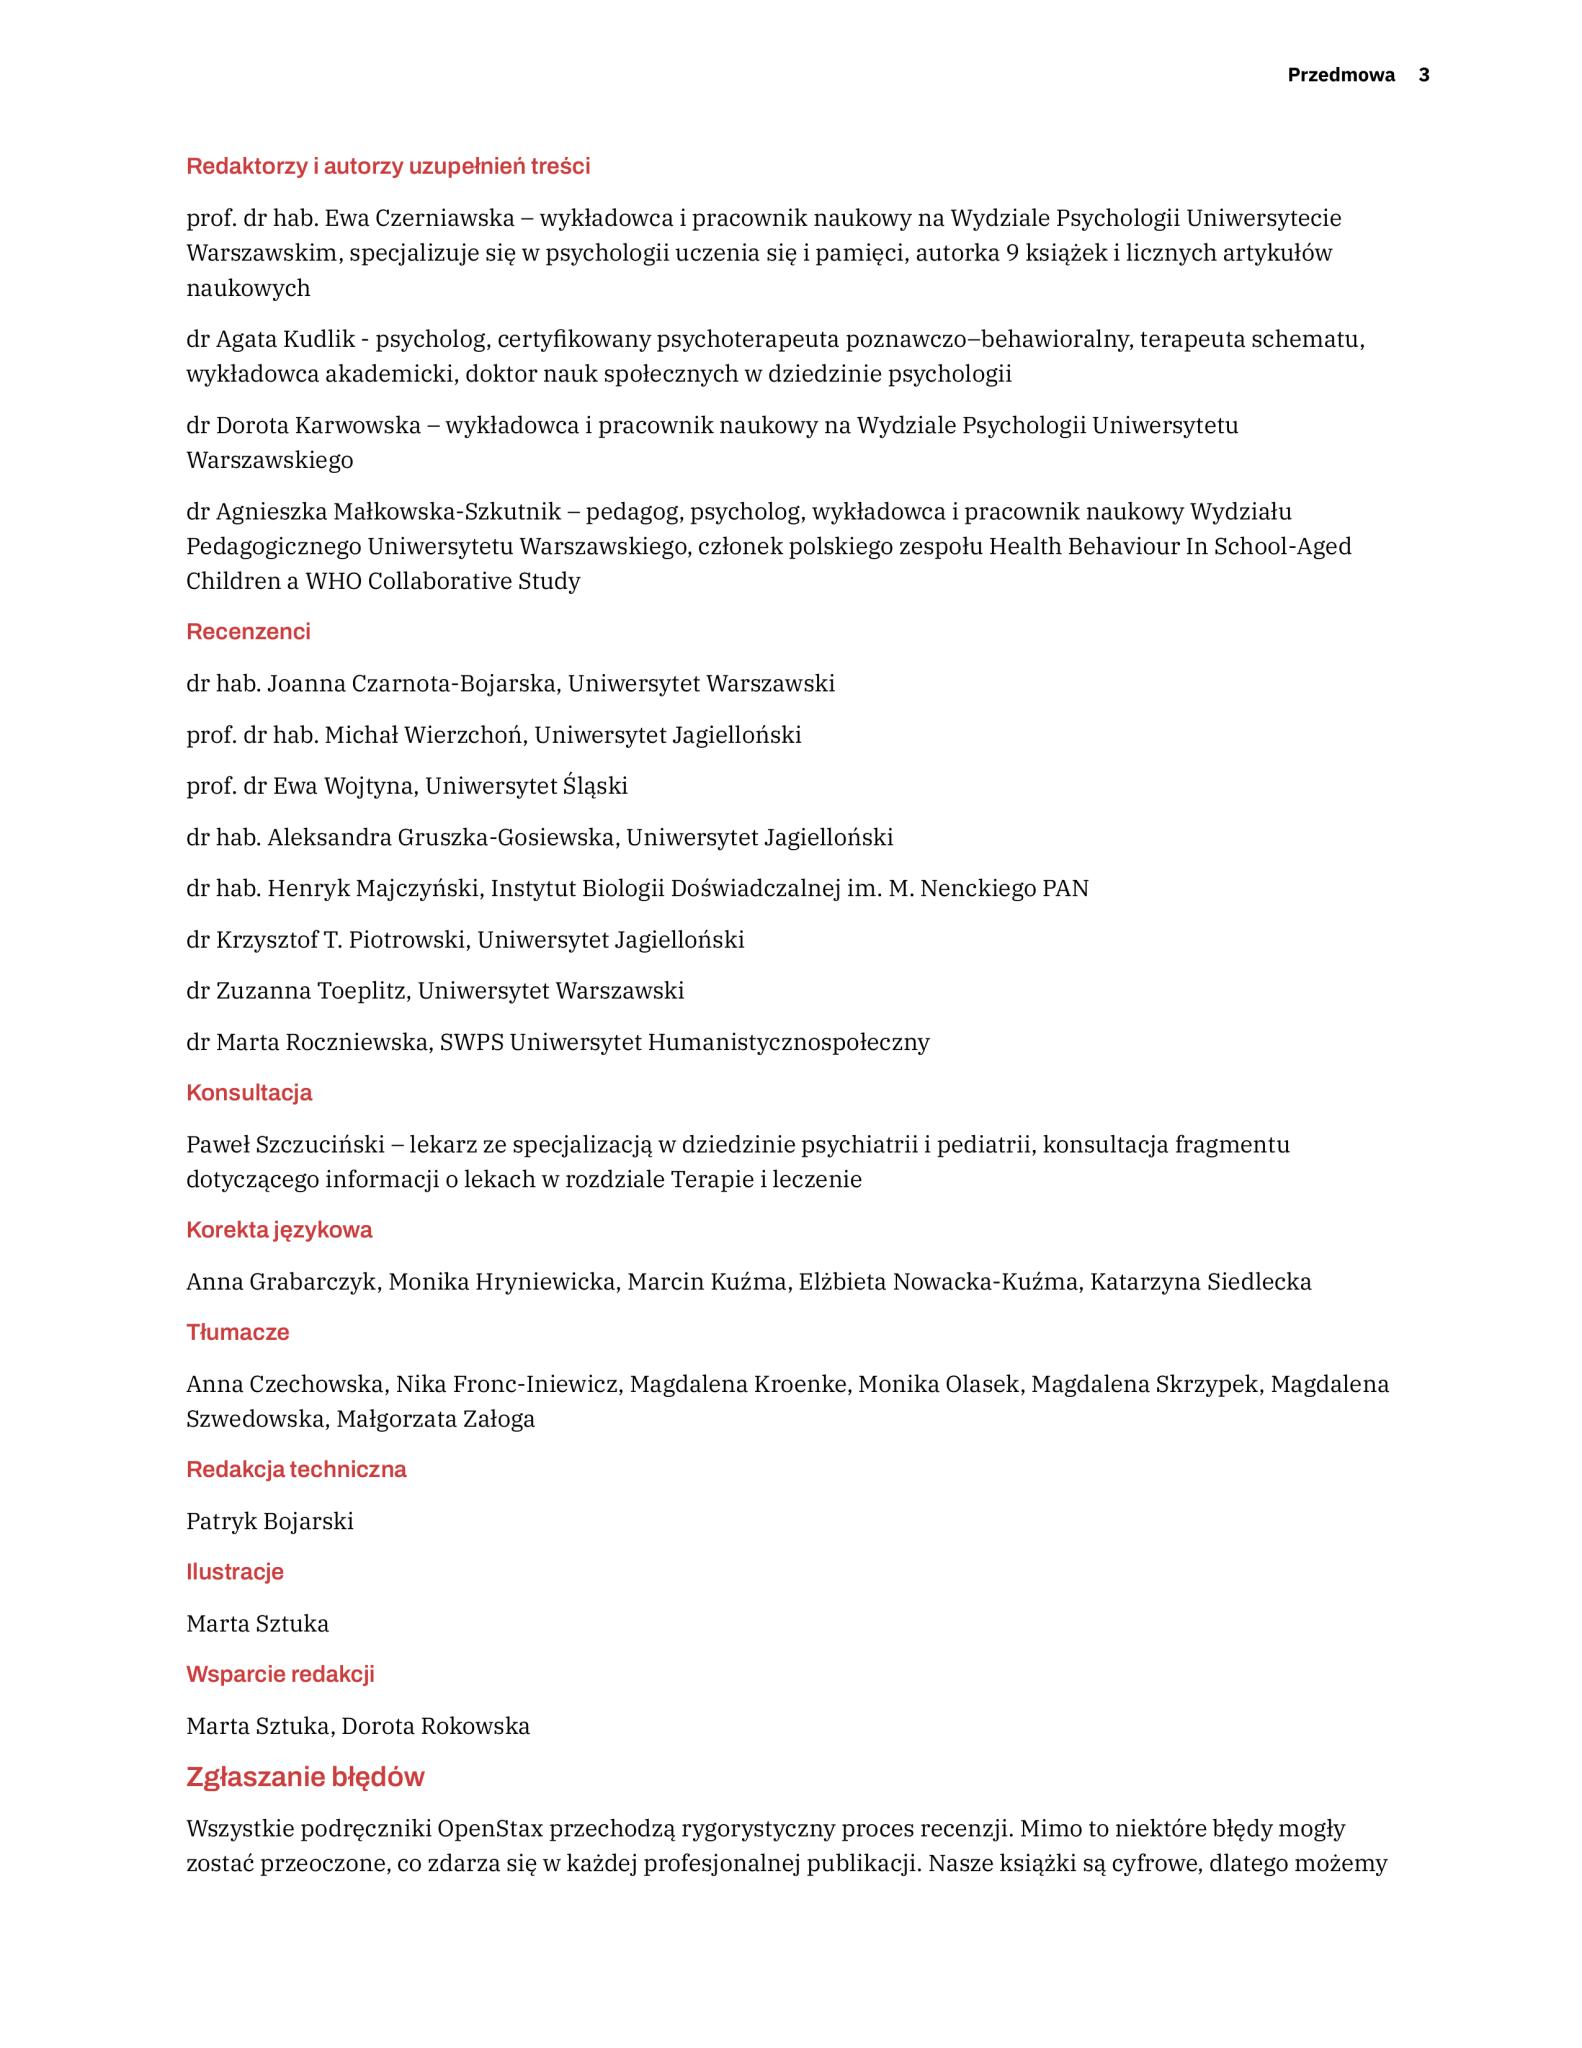 Przedmowa 3
Redaktorzy i autorzy uzupełnień treści
prof. dr hab. Ewa Czerniawska – wykładowca i pracownik naukowy na Wydziale Psychologii Uniwersytecie
Warszawskim, specjalizuje się w psychologii uczenia się i pamięci, autorka 9 książek i licznych artykułów
naukowych
dr Agata Kudlik - psycholog, certyfikowany psychoterapeuta poznawczo–behawioralny, terapeuta schematu,
wykładowca akademicki, doktor nauk społecznych w dziedzinie psychologii
dr Dorota Karwowska – wykładowca i pracownik naukowy na Wydziale Psychologii Uniwersytetu
Warszawskiego
dr Agnieszka Małkowska-Szkutnik – pedagog, psycholog, wykładowca i pracownik naukowy Wydziału
Pedagogicznego Uniwersytetu Warszawskiego, członek polskiego zespołu Health Behaviour In School-Aged
Children a WHO Collaborative Study
Recenzenci
dr hab. Joanna Czarnota-Bojarska, Uniwersytet Warszawski
prof. dr hab. Michał Wierzchoń, Uniwersytet Jagielloński
prof. dr Ewa Wojtyna, Uniwersytet Śląski
dr hab. Aleksandra Gruszka-Gosiewska, Uniwersytet Jagielloński
dr hab. Henryk Majczyński, Instytut Biologii Doświadczalnej im. M. Nenckiego PAN
dr Krzysztof T. Piotrowski, Uniwersytet Jagielloński
dr Zuzanna Toeplitz, Uniwersytet Warszawski
dr Marta Roczniewska, SWPS Uniwersytet Humanistycznospołeczny
Konsultacja
Paweł Szczuciński – lekarz ze specjalizacją w dziedzinie psychiatrii i pediatrii, konsultacja fragmentu
dotyczącego informacji o lekach w rozdziale Terapie i leczenie
Korekta językowa
Anna Grabarczyk, Monika Hryniewicka, Marcin Kuźma, Elżbieta Nowacka-Kuźma, Katarzyna Siedlecka
Tłumacze
Anna Czechowska, Nika Fronc-Iniewicz, Magdalena Kroenke, Monika Olasek, Magdalena Skrzypek, Magdalena
Szwedowska, Małgorzata Załoga
Redakcja techniczna
Patryk Bojarski
Ilustracje
Marta Sztuka
Wsparcie redakcji
Marta Sztuka, Dorota Rokowska
Zgłaszanie błędów
Wszystkie podręczniki OpenStax przechodzą rygorystyczny proces recenzji. Mimo to niektóre błędy mogły
zostać przeoczone, co zdarza się w każdej profesjonalnej publikacji. Nasze książki są cyfrowe, dlatego możemy